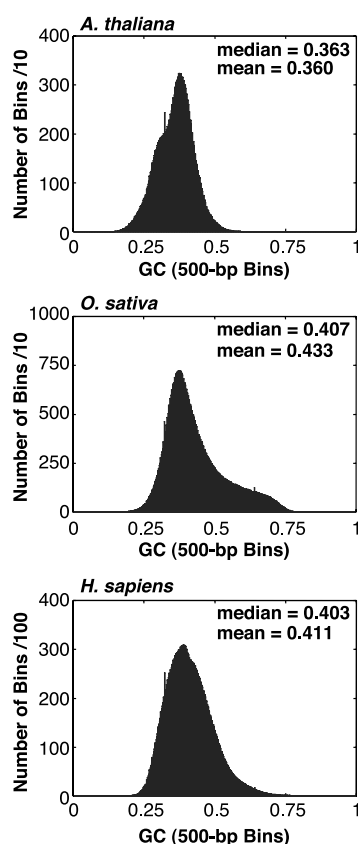 A. thaliana
median = 0.363
mean = 0.360
Number of Bins /10
400
300
200
100
0
0 0.25 0.5 0.75 1
GC (500-bp Bins)
O. sativa
median = 0.407
mean = 0.433
Number of Bins /10
1000
750
500
250
0
0 0.25 0.5 0.75 1
GC (500-bp Bins)
H. sapiens
median = 0.403
mean = 0.411
Number of Bins /100
400
300
200
100
0
0 0.25 0.5 0.75 1
GC (500-bp Bins)